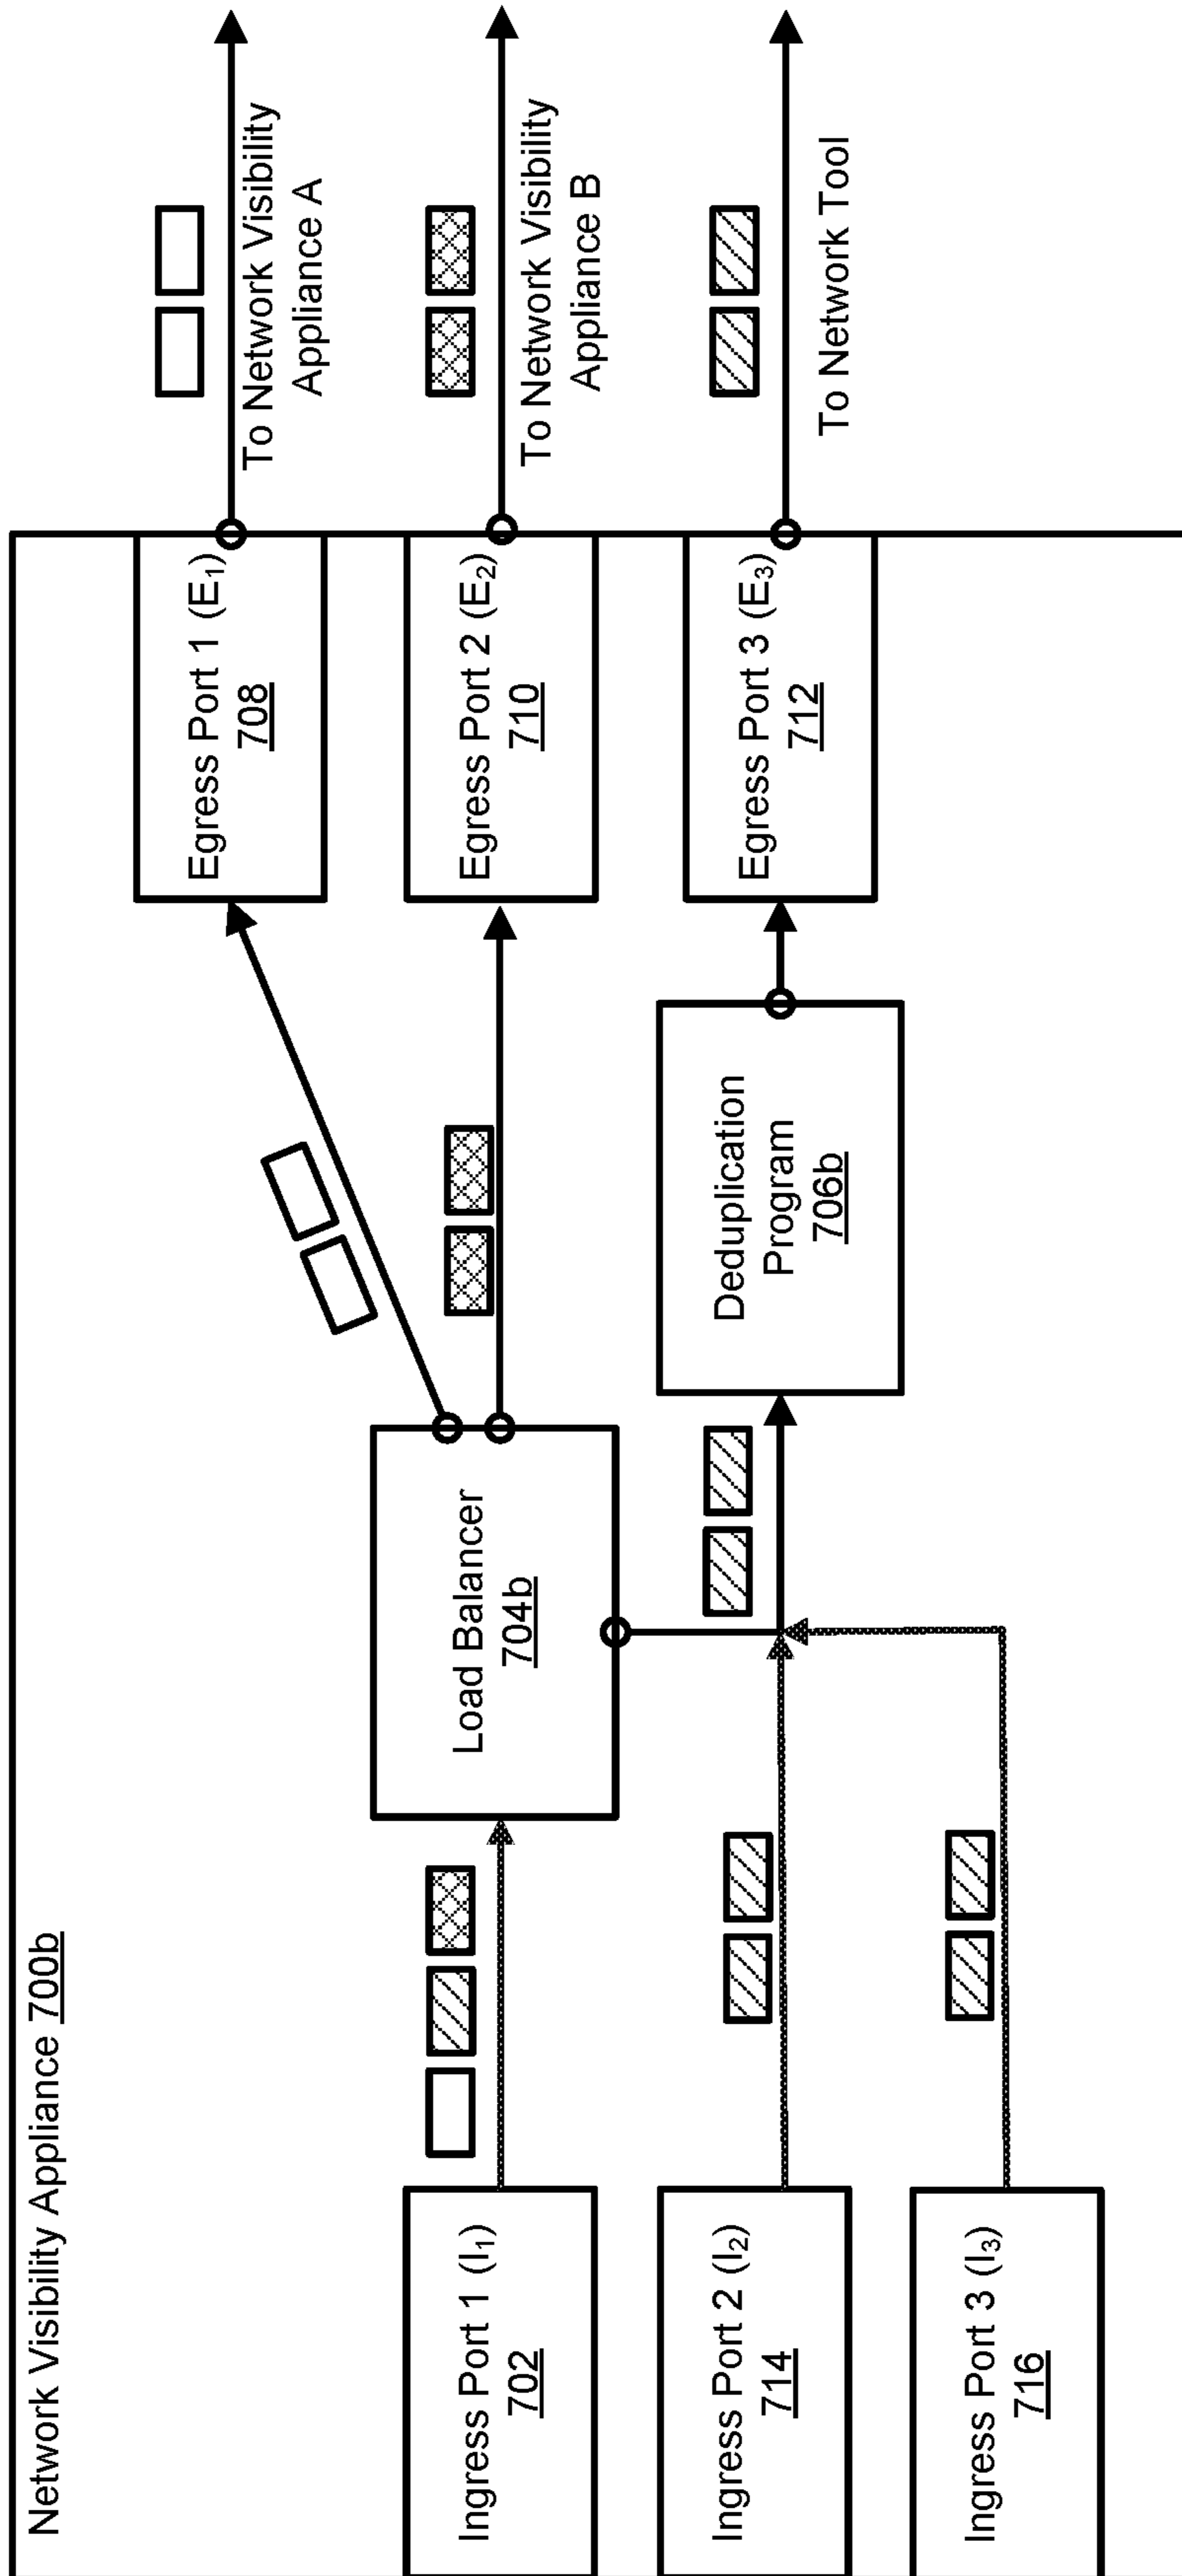 Network Visibility Appliance 700b
Ingress Port 1 (I₁)
702
Ingress Port 2 (I₂)
714
Ingress Port 3 (I₃)
716
Load Balancer
704b
Deduplication
Program
706b
Egress Port 1 (E₁)
708
Egress Port 2 (E₂)
710
Egress Port 3 (E₃)
712
To Network Visibility
Appliance A
To Network Visibility
Appliance B
To Network Tool